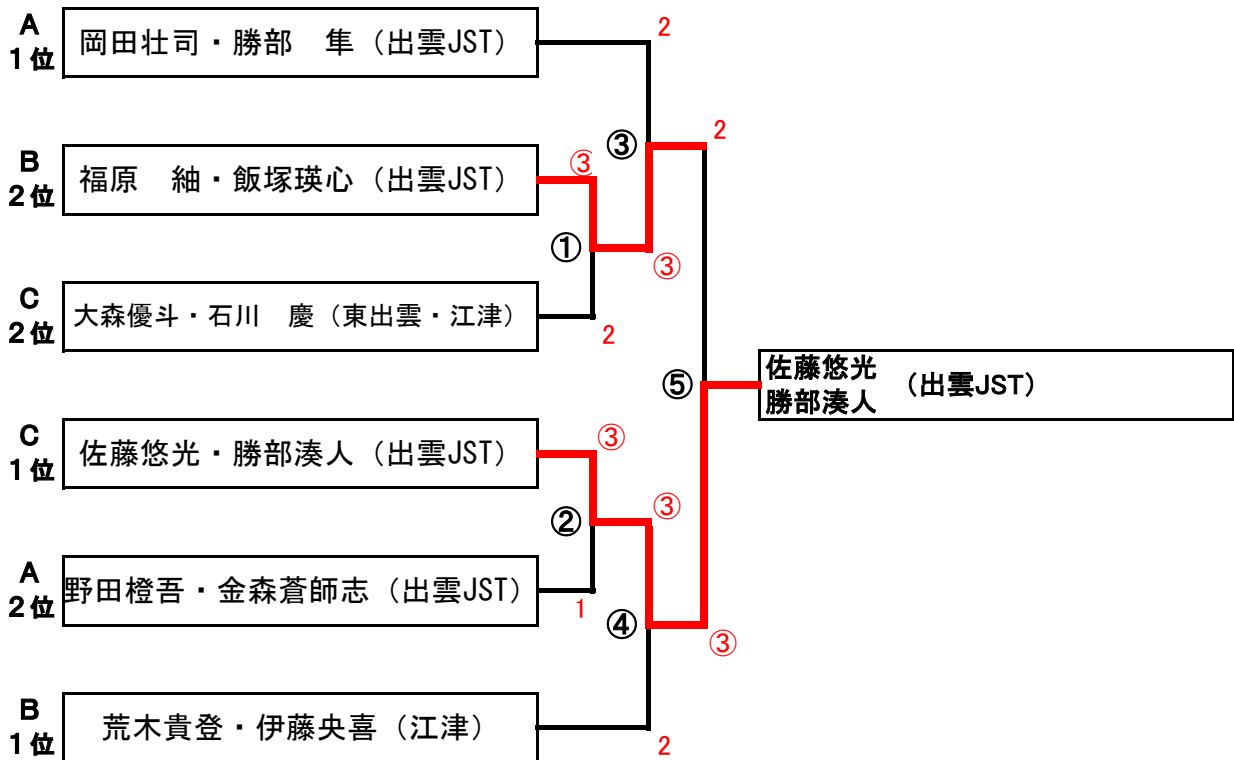 A
1位
岡田壮司・勝部　隼（出雲JST）
2
③
2
B
2位
福原　紬・飯塚瑛心（出雲JST）
③
①
③
C
2位
大森優斗・石川　慶（東出雲・江津）
2
⑤
佐藤悠光
勝部湊人
（出雲JST）
C
1位
佐藤悠光・勝部湊人（出雲JST）
③
②
③
A
2位
野田橙吾・金森蒼師志（出雲JST）
1
④
③
B
1位
荒木貴登・伊藤央喜（江津）
2